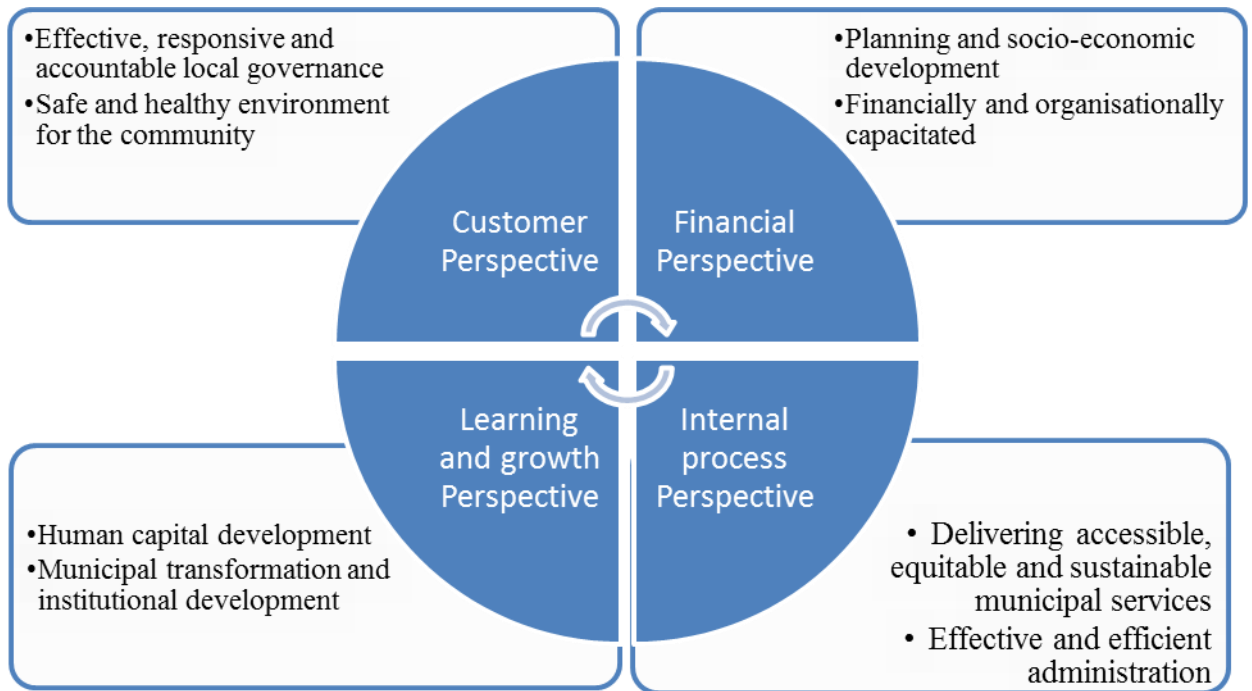 •Effective, responsive and
accountable local governance
•Safe and healthy environment
for the community
•Planning and socio-economic
development
•Financially and organisationally
capacitated
Customer
Perspective
Financial
Perspective
Learning
and growth
Perspective
Internal
process
Perspective
•Human capital development
•Municipal transformation and
institutional development
• Delivering accessible,
equitable and sustainable
municipal services
• Effective and efficient
administration